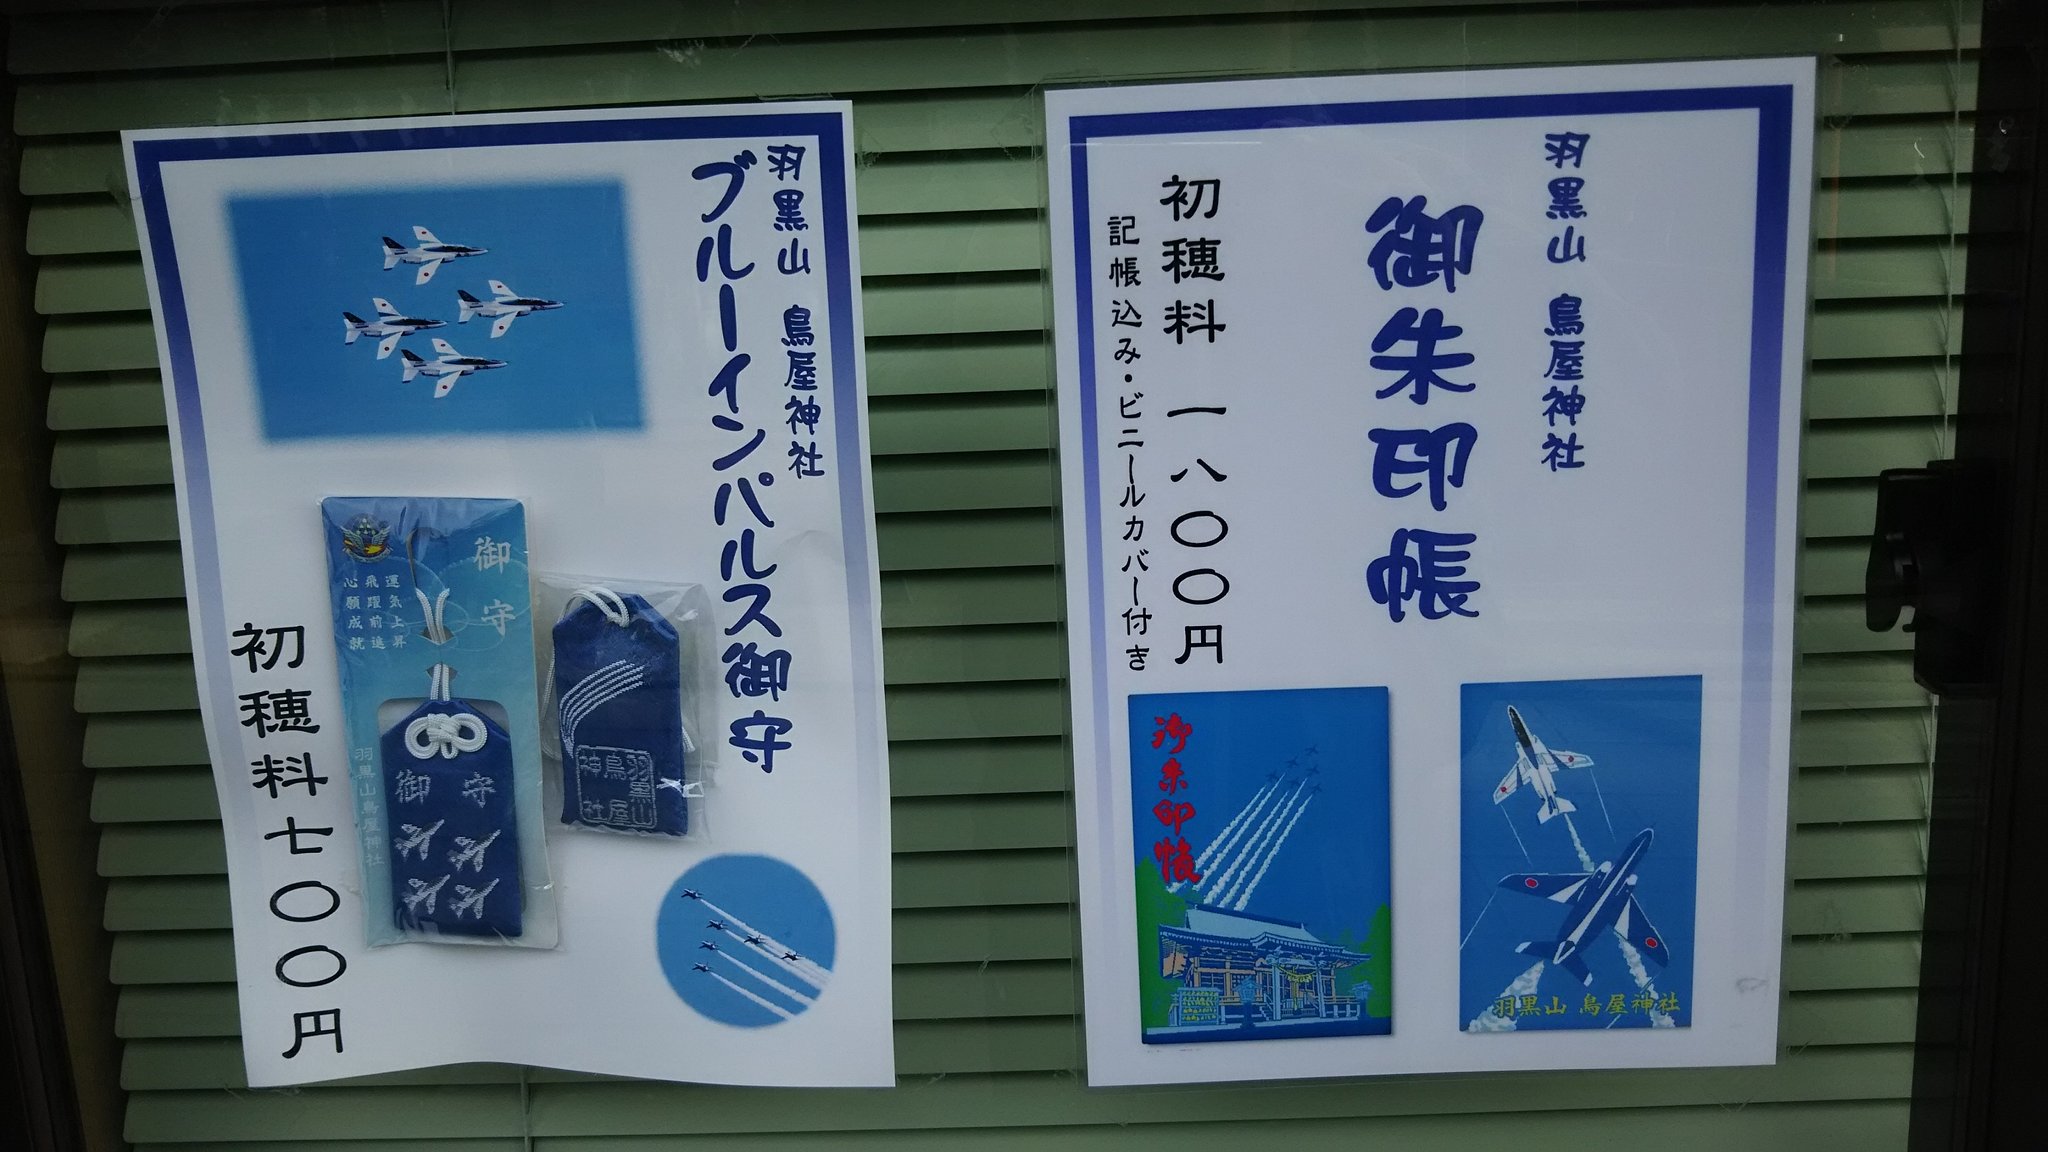 羽黒山 鳥屋神社
ブルーインパルス御守
御守
運気上昇
飛躍前進
心願成就
羽黒山鳥屋神社
御守
羽黒山
鳥屋
神社
初穂料七〇〇円
羽黒山 鳥屋神社
御朱印帳
初穂料 一八〇〇円
記帳込み・ビニールカバー付き
御朱印帳
羽黒山 鳥屋神社